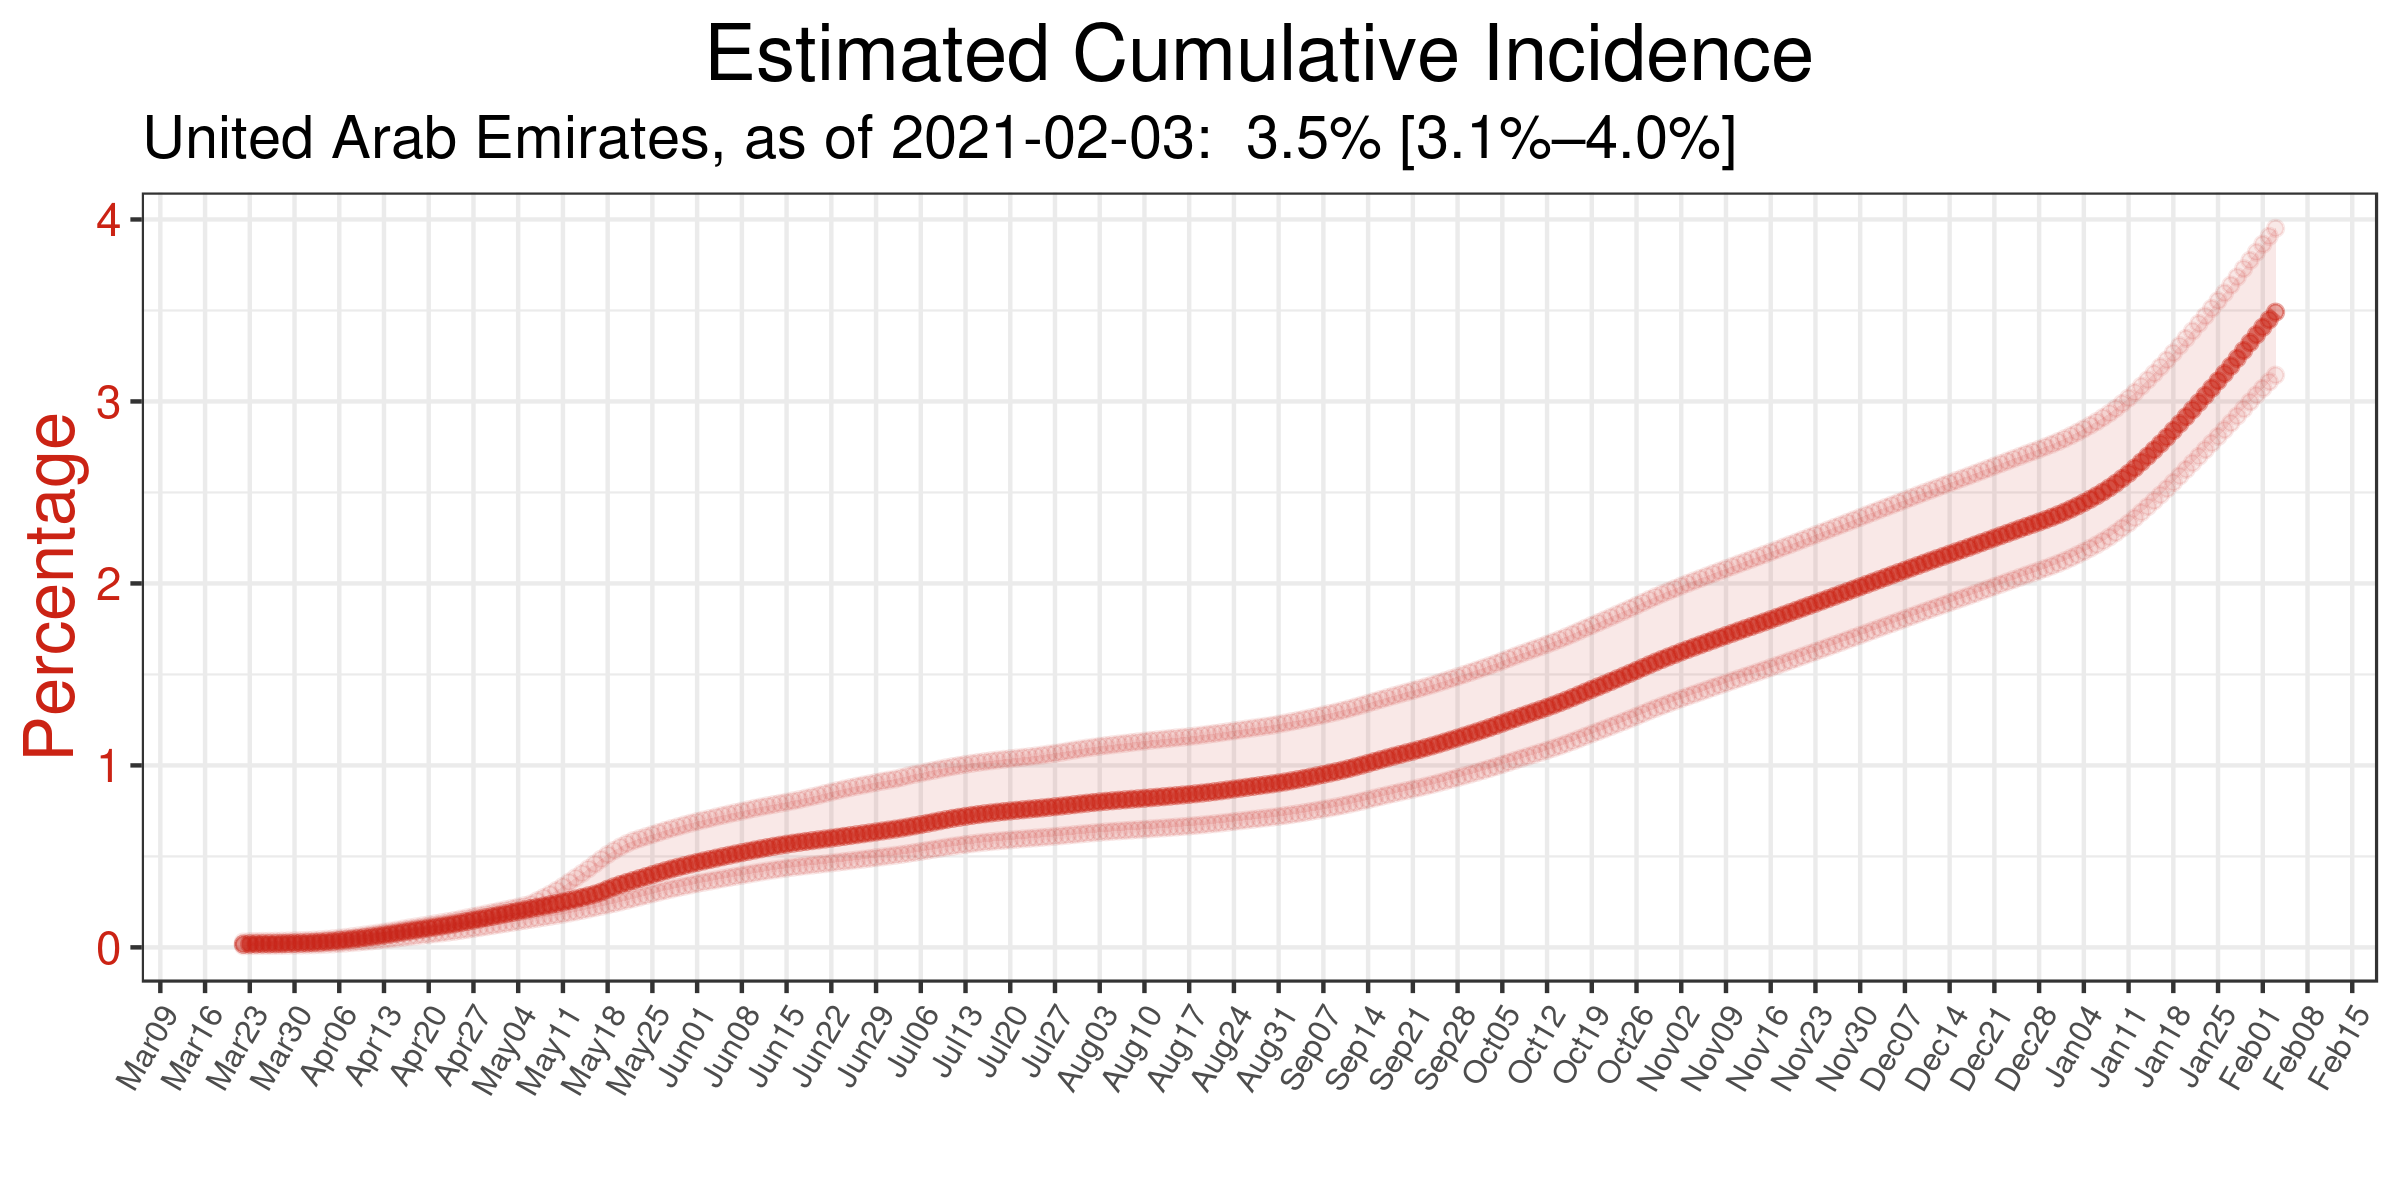 Estimated Cumulative Incidence
United Arab Emirates, as of 2021-02-03:  3.5% [3.1%–4.0%]
Percentage
4
3
2
1
0
Mar09 Mar16 Mar23 Mar30 Apr06 Apr13 Apr20 Apr27 May04 May11 May18 May25 Jun01 Jun08 Jun15 Jun22 Jun29 Jul06 Jul13 Jul20 Jul27 Aug03 Aug10 Aug17 Aug24 Aug31 Sep07 Sep14 Sep21 Sep28 Oct05 Oct12 Oct19 Oct26 Nov02 Nov09 Nov16 Nov23 Nov30 Dec07 Dec14 Dec21 Dec28 Jan04 Jan11 Jan18 Jan25 Feb01 Feb08 Feb15